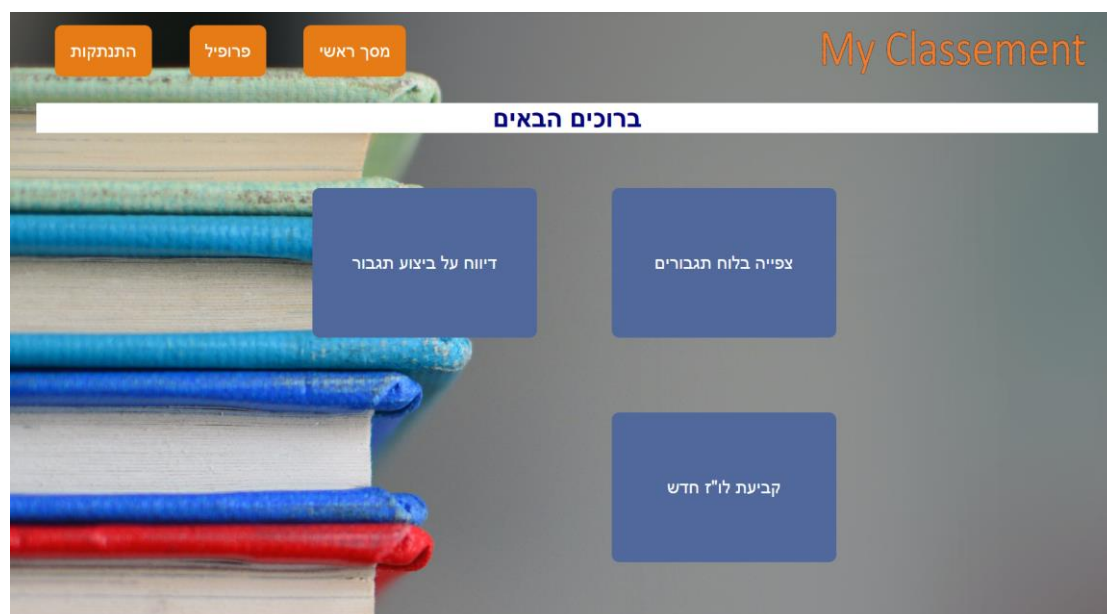 My Classement
מסך ראשי
פרופיל
התנתקות
ברוכים הבאים
צפייה בלוח תגבורים
דיווח על ביצוע תגבור
קביעת לו"ז חדש